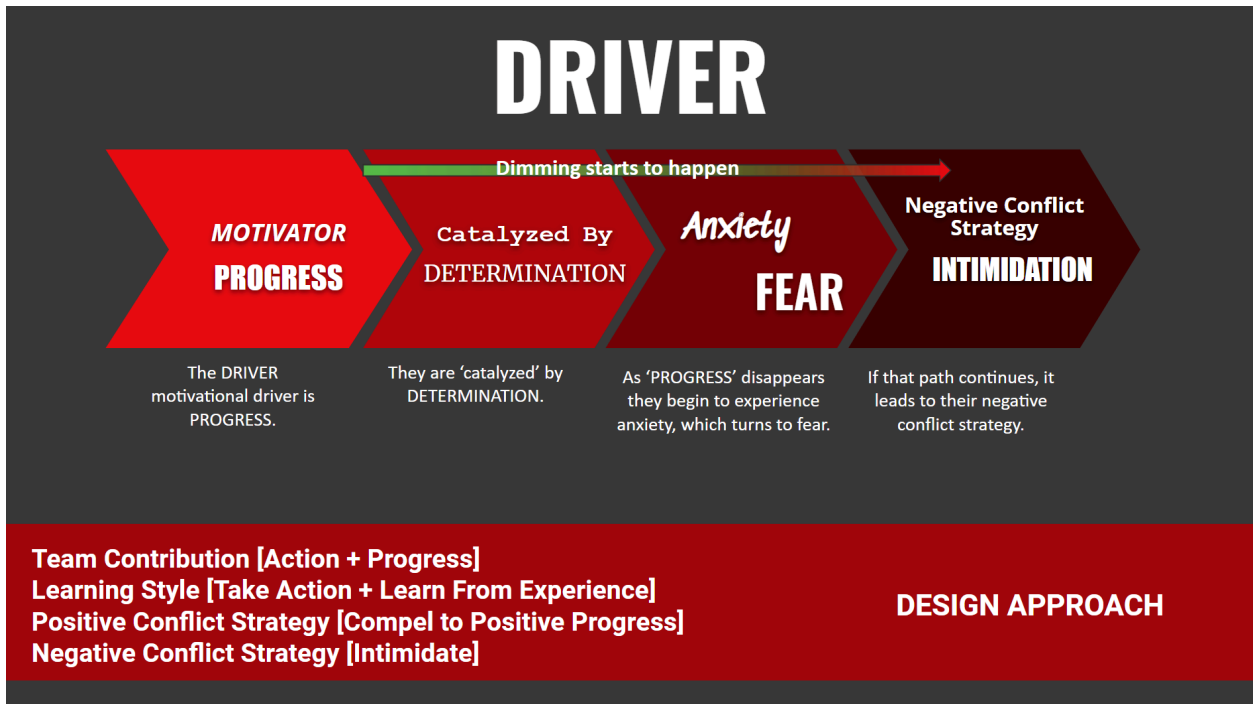 DRIVER
Dimming starts to happen
MOTIVATOR
PROGRESS
Catalyzed By
DETERMINATION
Anxiety
FEAR
Negative Conflict
Strategy
INTIMIDATION
The DRIVER
motivational driver is
PROGRESS.
They are ‘catalyzed’ by
DETERMINATION.
As ‘PROGRESS’ disappears
they begin to experience
anxiety, which turns to fear.
If that path continues, it
leads to their negative
conflict strategy.
Team Contribution [Action + Progress]
Learning Style [Take Action + Learn From Experience]
Positive Conflict Strategy [Compel to Positive Progress]
Negative Conflict Strategy [Intimidate]
DESIGN APPROACH